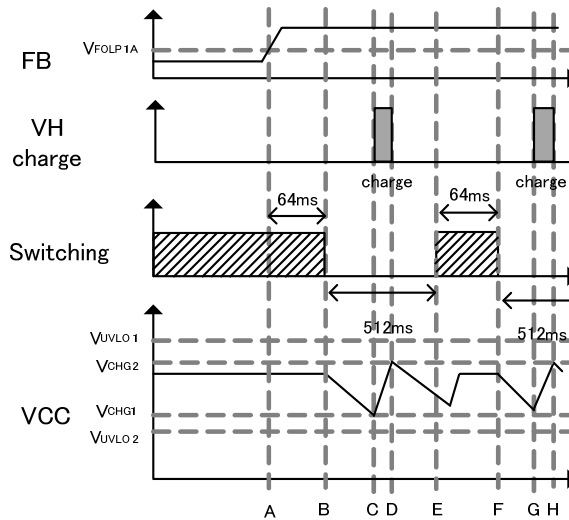 FB
VFOLP1A
VH
charge
charge
charge
Switching
64ms
64ms
512ms
512ms
VCC
VUVLO1
VCHG2
VCHG1
VUVLO2
A B C D E F G H